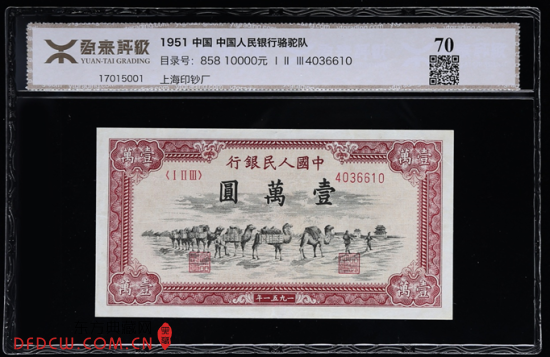 源泰評級
YUAN-TAI GRADING
17015001
1951 中国 中国人民银行骆驼队
目录号：858 10000元 Ⅰ Ⅱ Ⅲ4036610
上海印钞厂
70
壹萬
萬壹
行銀民人國中
〈Ⅰ Ⅱ Ⅲ〉
4036610
圓萬壹
壹萬
萬壹
年一五九一
DEDCW.COM.CN